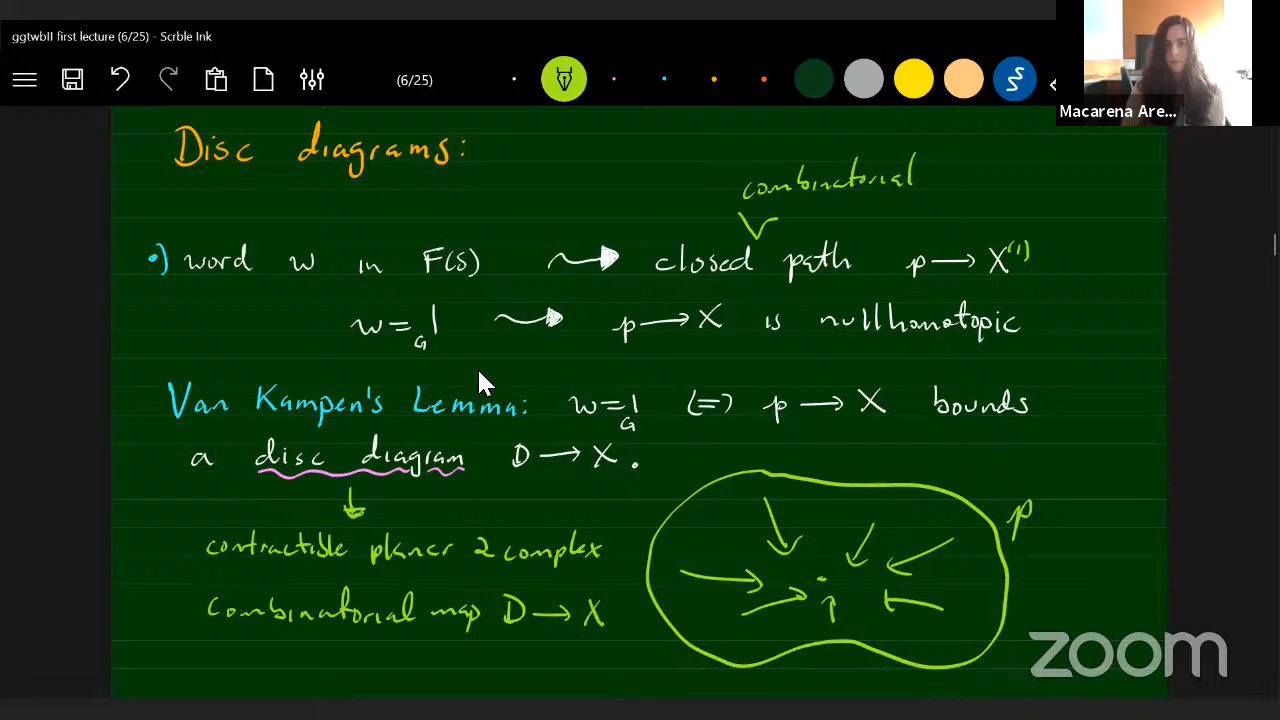 ggtwbII first lecture (6/25) - Scrble Ink
(6/25)
Macarena Are...
Disc diagrams:
combinatorial
•) word w in F(S) ⇝ closed path p → X⁽¹⁾
w =_G 1 ⇝ p → X is nullhomotopic
Van Kampen's Lemma: w =_G 1 (=) p → X bounds
a disc diagram D → X.
p
contractible planar 2 complex
combinatorial map D → X
zoom